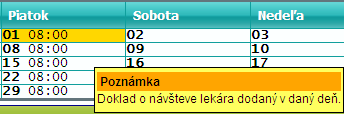 Piatok Sobota Nedeľa
01 08:00 02 03
08 08:00 09 10
15 08:00 16 17
22 08:00
29 08:00
Poznámka
Doklad o návšteve lekára dodaný v daný deň.